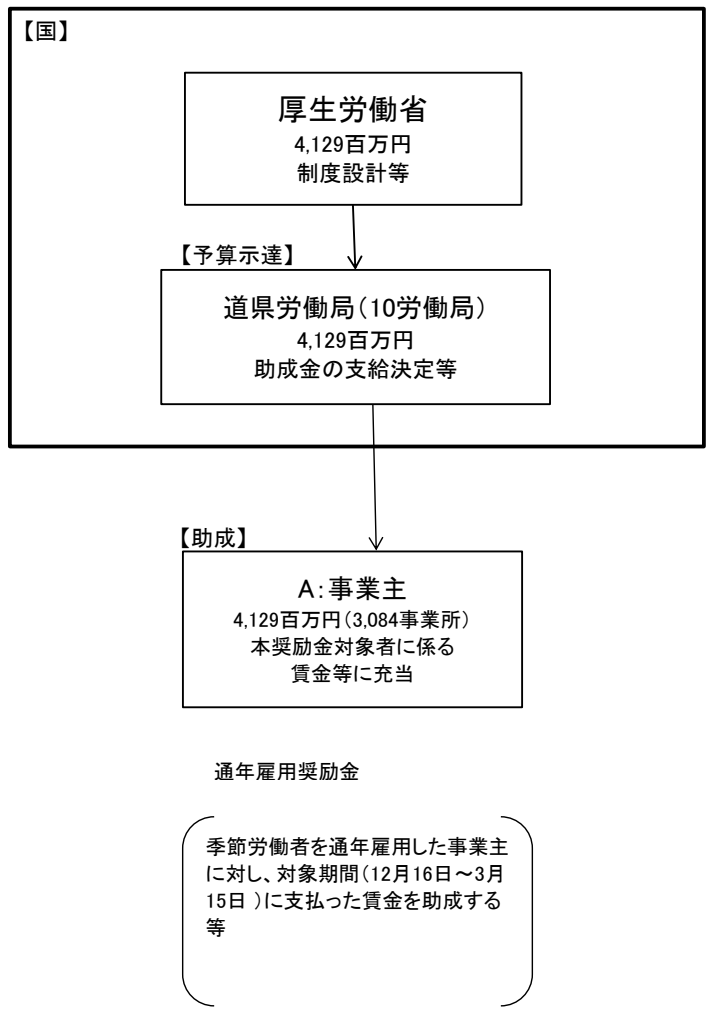 【国】
厚生労働省
4,129百万円
制度設計等
【予算示達】
道県労働局（10労働局）
4,129百万円
助成金の支給決定等
【助成】
A：事業主
4,129百万円（3,084事業所）
本奨励金対象者に係る
賃金等に充当
通年雇用奨励金
季節労働者を通年雇用した事業主
に対し、対象期間（12月16日～3月
15日 ）に支払った賃金を助成する
等